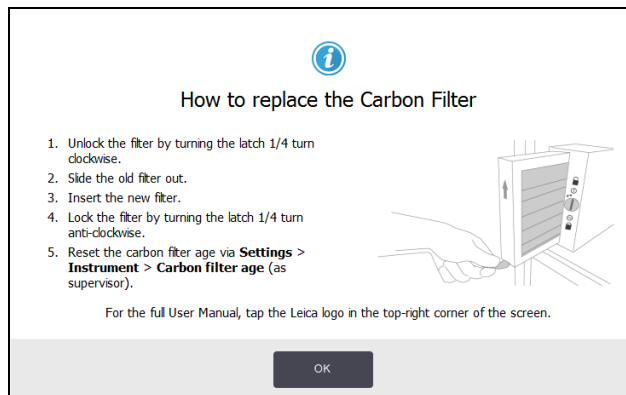 How to replace the Carbon Filter
1. Unlock the filter by turning the latch 1/4 turn
clockwise.
2. Slide the old filter out.
3. Insert the new filter.
4. Lock the filter by turning the latch 1/4 turn
anti-clockwise.
5. Reset the carbon filter age via Settings >
Instrument > Carbon filter age (as
supervisor).
For the full User Manual, tap the Leica logo in the top-right corner of the screen.
OK